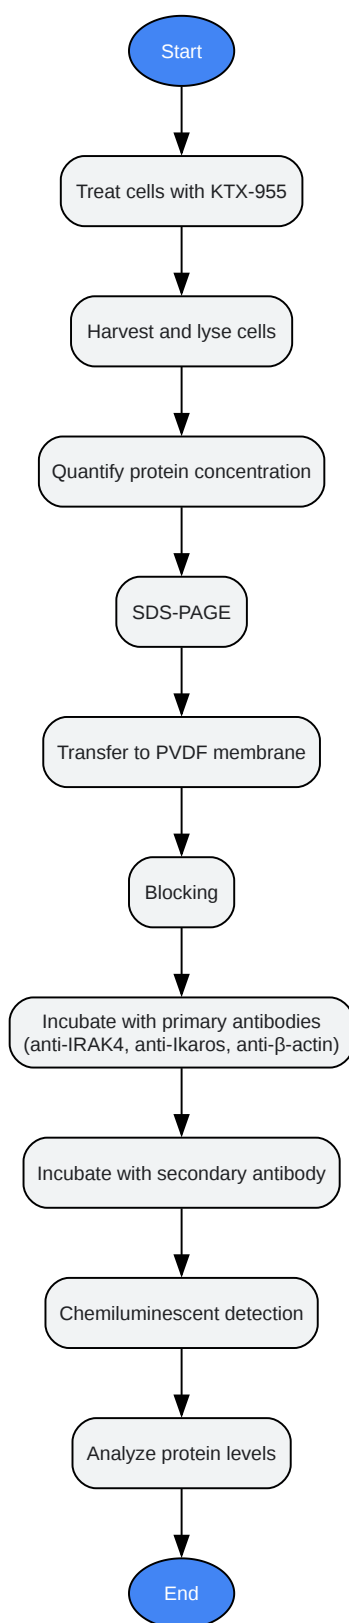 Start
Treat cells with KTX-955
Harvest and lyse cells
Quantify protein concentration
SDS-PAGE
Transfer to PVDF membrane
Blocking
Incubate with primary antibodies
(anti-IRAK4, anti-Ikaros, anti-β-actin)
Incubate with secondary antibody
Chemiluminescent detection
Analyze protein levels
End